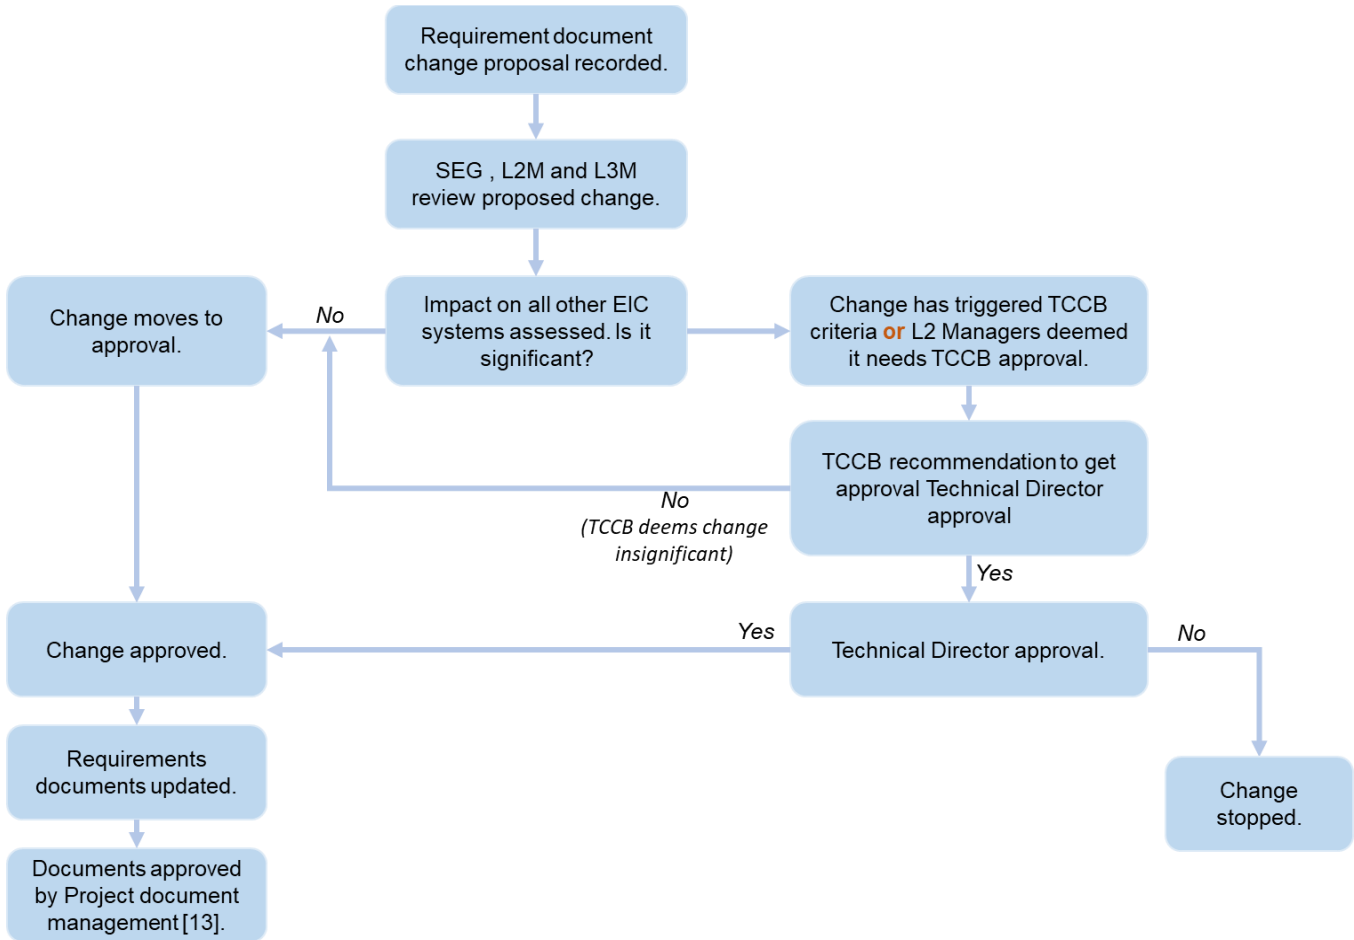 Requirement document
change proposal recorded.
SEG , L2M and L3M
review proposed change.
Change moves to
approval.
No
Impact on all other EIC
systems assessed. Is it
significant?
Change has triggered TCCB
criteria or L2 Managers deemed
it needs TCCB approval.
TCCB recommendation to get
approval Technical Director
approval
No
(TCCB deems change
insignificant)
Yes
Change approved.
Yes
Technical Director approval.
No
Requirements
documents updated.
Change
stopped.
Documents approved
by Project document
management [13].